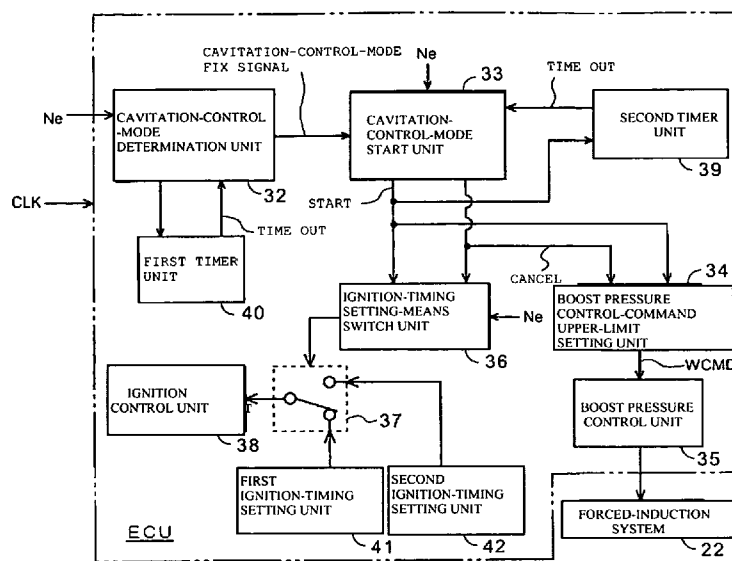 CAVITATION-CONTROL-MODE
FIX SIGNAL
Ne
33
TIME OUT
Ne
CAVITATION-CONTROL
-MODE
DETERMINATION UNIT
32
CAVITATION-
CONTROL-MODE
START UNIT
SECOND TIMER
UNIT
39
CLK
START
TIME OUT
FIRST TIMER
UNIT
40
CANCEL
34
IGNITION-TIMING
SETTING-MEANS
SWITCH UNIT
36
Ne
BOOST PRESSURE
CONTROL-COMMAND
UPPER-LIMIT
SETTING UNIT
WCMD
IGNITION
CONTROL UNIT
38
37
BOOST PRESSURE
CONTROL UNIT
35
FIRST
IGNITION-TIMING
SETTING UNIT
41
SECOND
IGNITION-TIMING
SETTING UNIT
42
ECU
FORCED-INDUCTION
SYSTEM
22